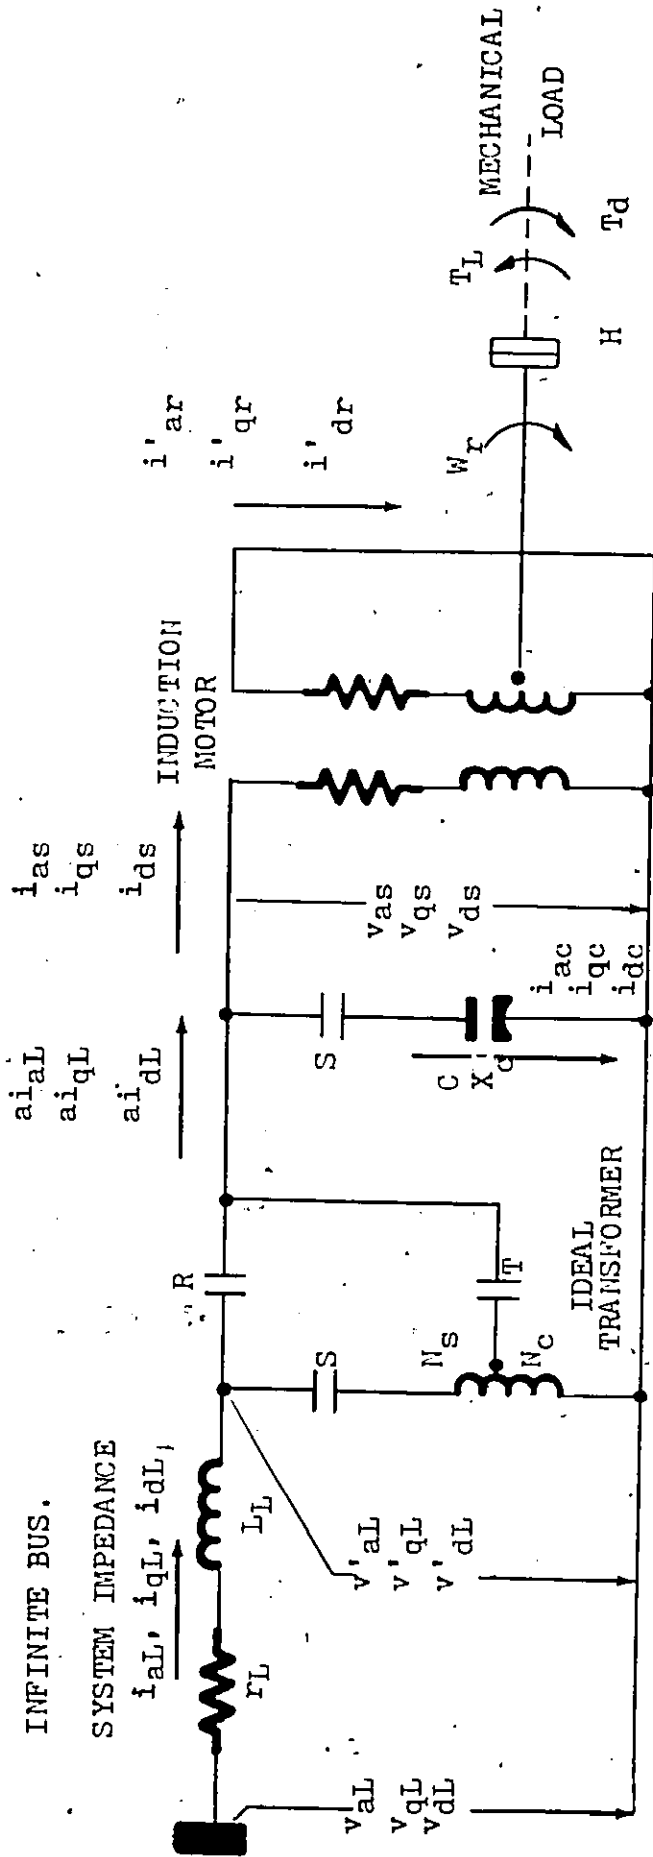 INFINITE BUS.
SYSTEM IMPEDANCE
i_aL, i_qL, i_dL,
r_L
L_L
v_aL
v_qL
v_dL
v'_aL
v'_qL
v'_dL
R
S
N_s
N_c
T
IDEAL
TRANSFORMER
ai_aL
ai_qL
ai_dL
S
C
X_c
i_ac
i_qc
i_dc
i_as
i_qs
i_ds
v_as
v_qs
v_ds
INDUCTION
MOTOR
i'_ar
i'_qr
i'_dr
W_r
H
T_L
T_d
MECHANICAL
LOAD